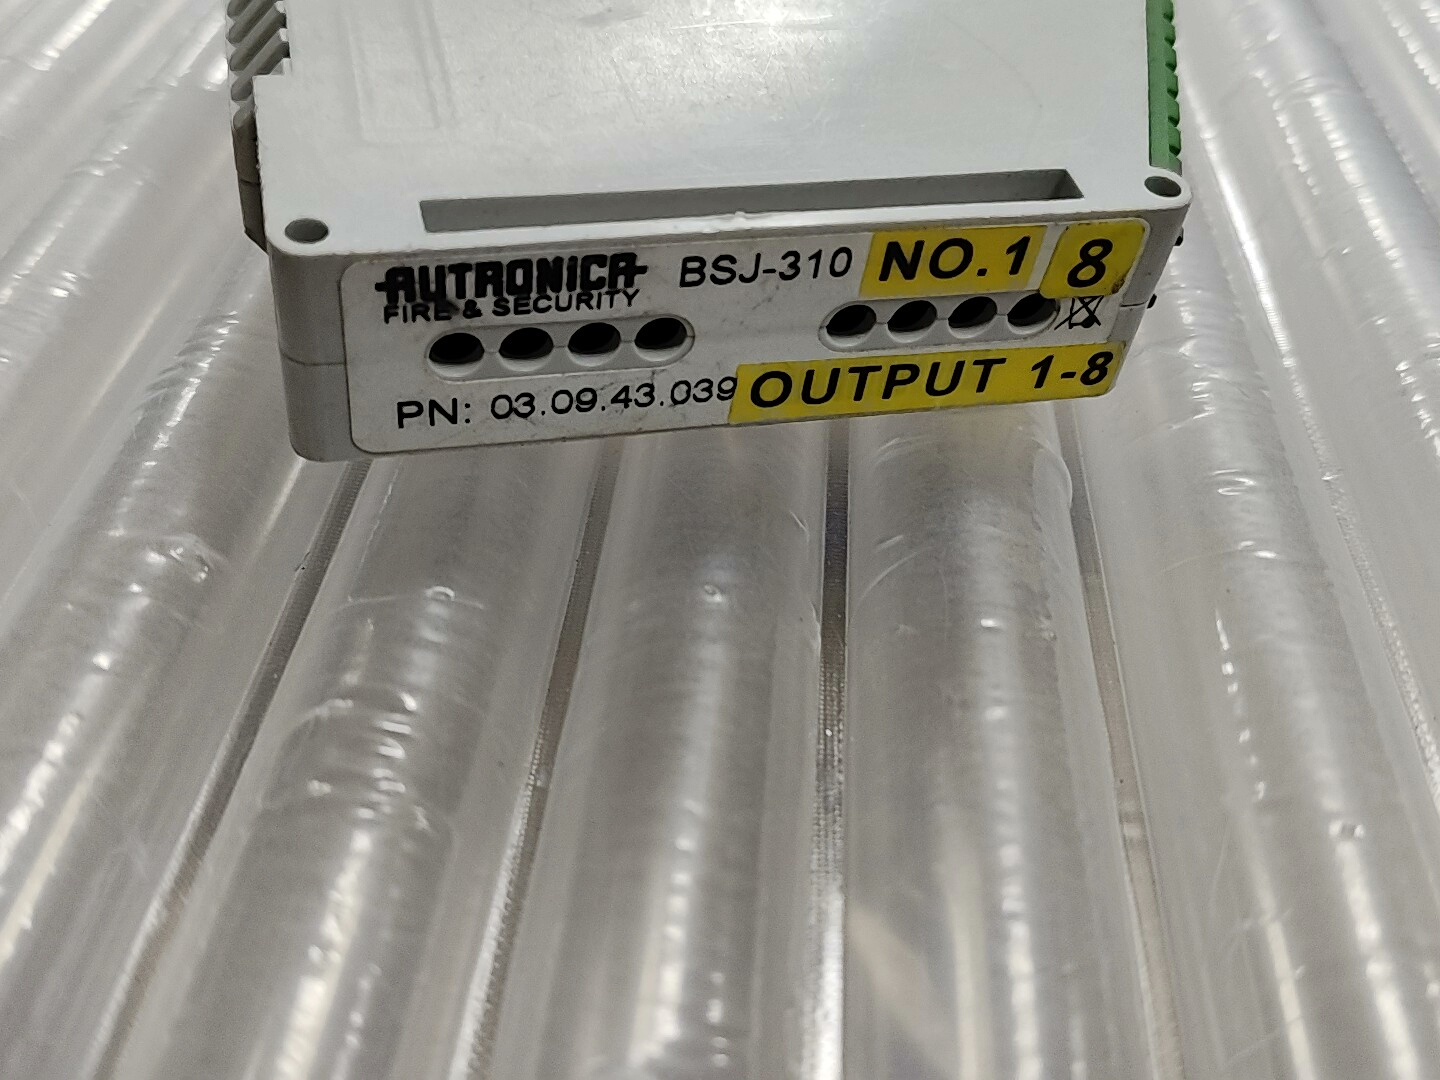 AUTRONICA BSJ-310 NO.1 8
FIRE & SECURITY
PN: 03.09.43.039 OUTPUT 1-8